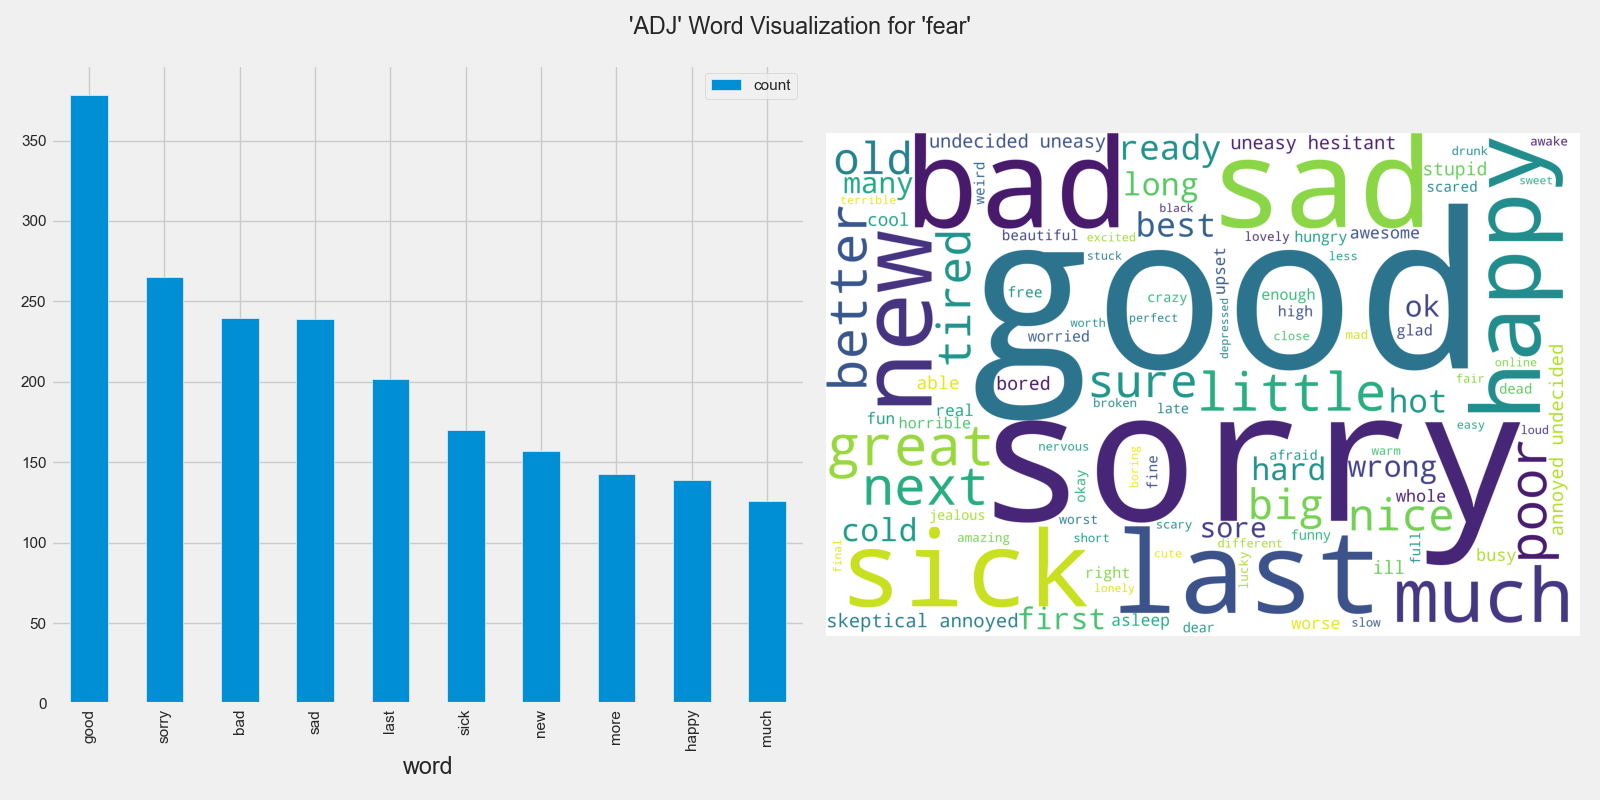 'ADJ' Word Visualization for 'fear'
count
350
300
250
200
150
100
50
0
good
sorry
bad
sad
last
sick
new
more
happy
much
word
old
undecided uneasy
bad
ready
uneasy hesitant
sad
awake
drunk
many
weird
long
stupid
scared
sweet
happy
terrible
cool
black
best
better
new
tired
beautiful
excited
lovely
hungry
awesome
stuck
less
good
free
crazy
upset
enough
high
ok
worth
perfect
depressed
glad
worried
close
mad
online
able
bored
sure
little
hot
fair
dead
annoyed undecided
fun
real
broken
late
horrible
easy
loud
great
sorry
nervous
boring
fine
afraid
warm
hard
wrong
poor
next
okay
whole
big
nice
jealous
worst
scary
sore
cold
amazing
short
different
funny
full
busy
final
sick
cute
last
lucky
right
ill
lonely
much
skeptical annoyed
first
asleep
dear
worse
slow